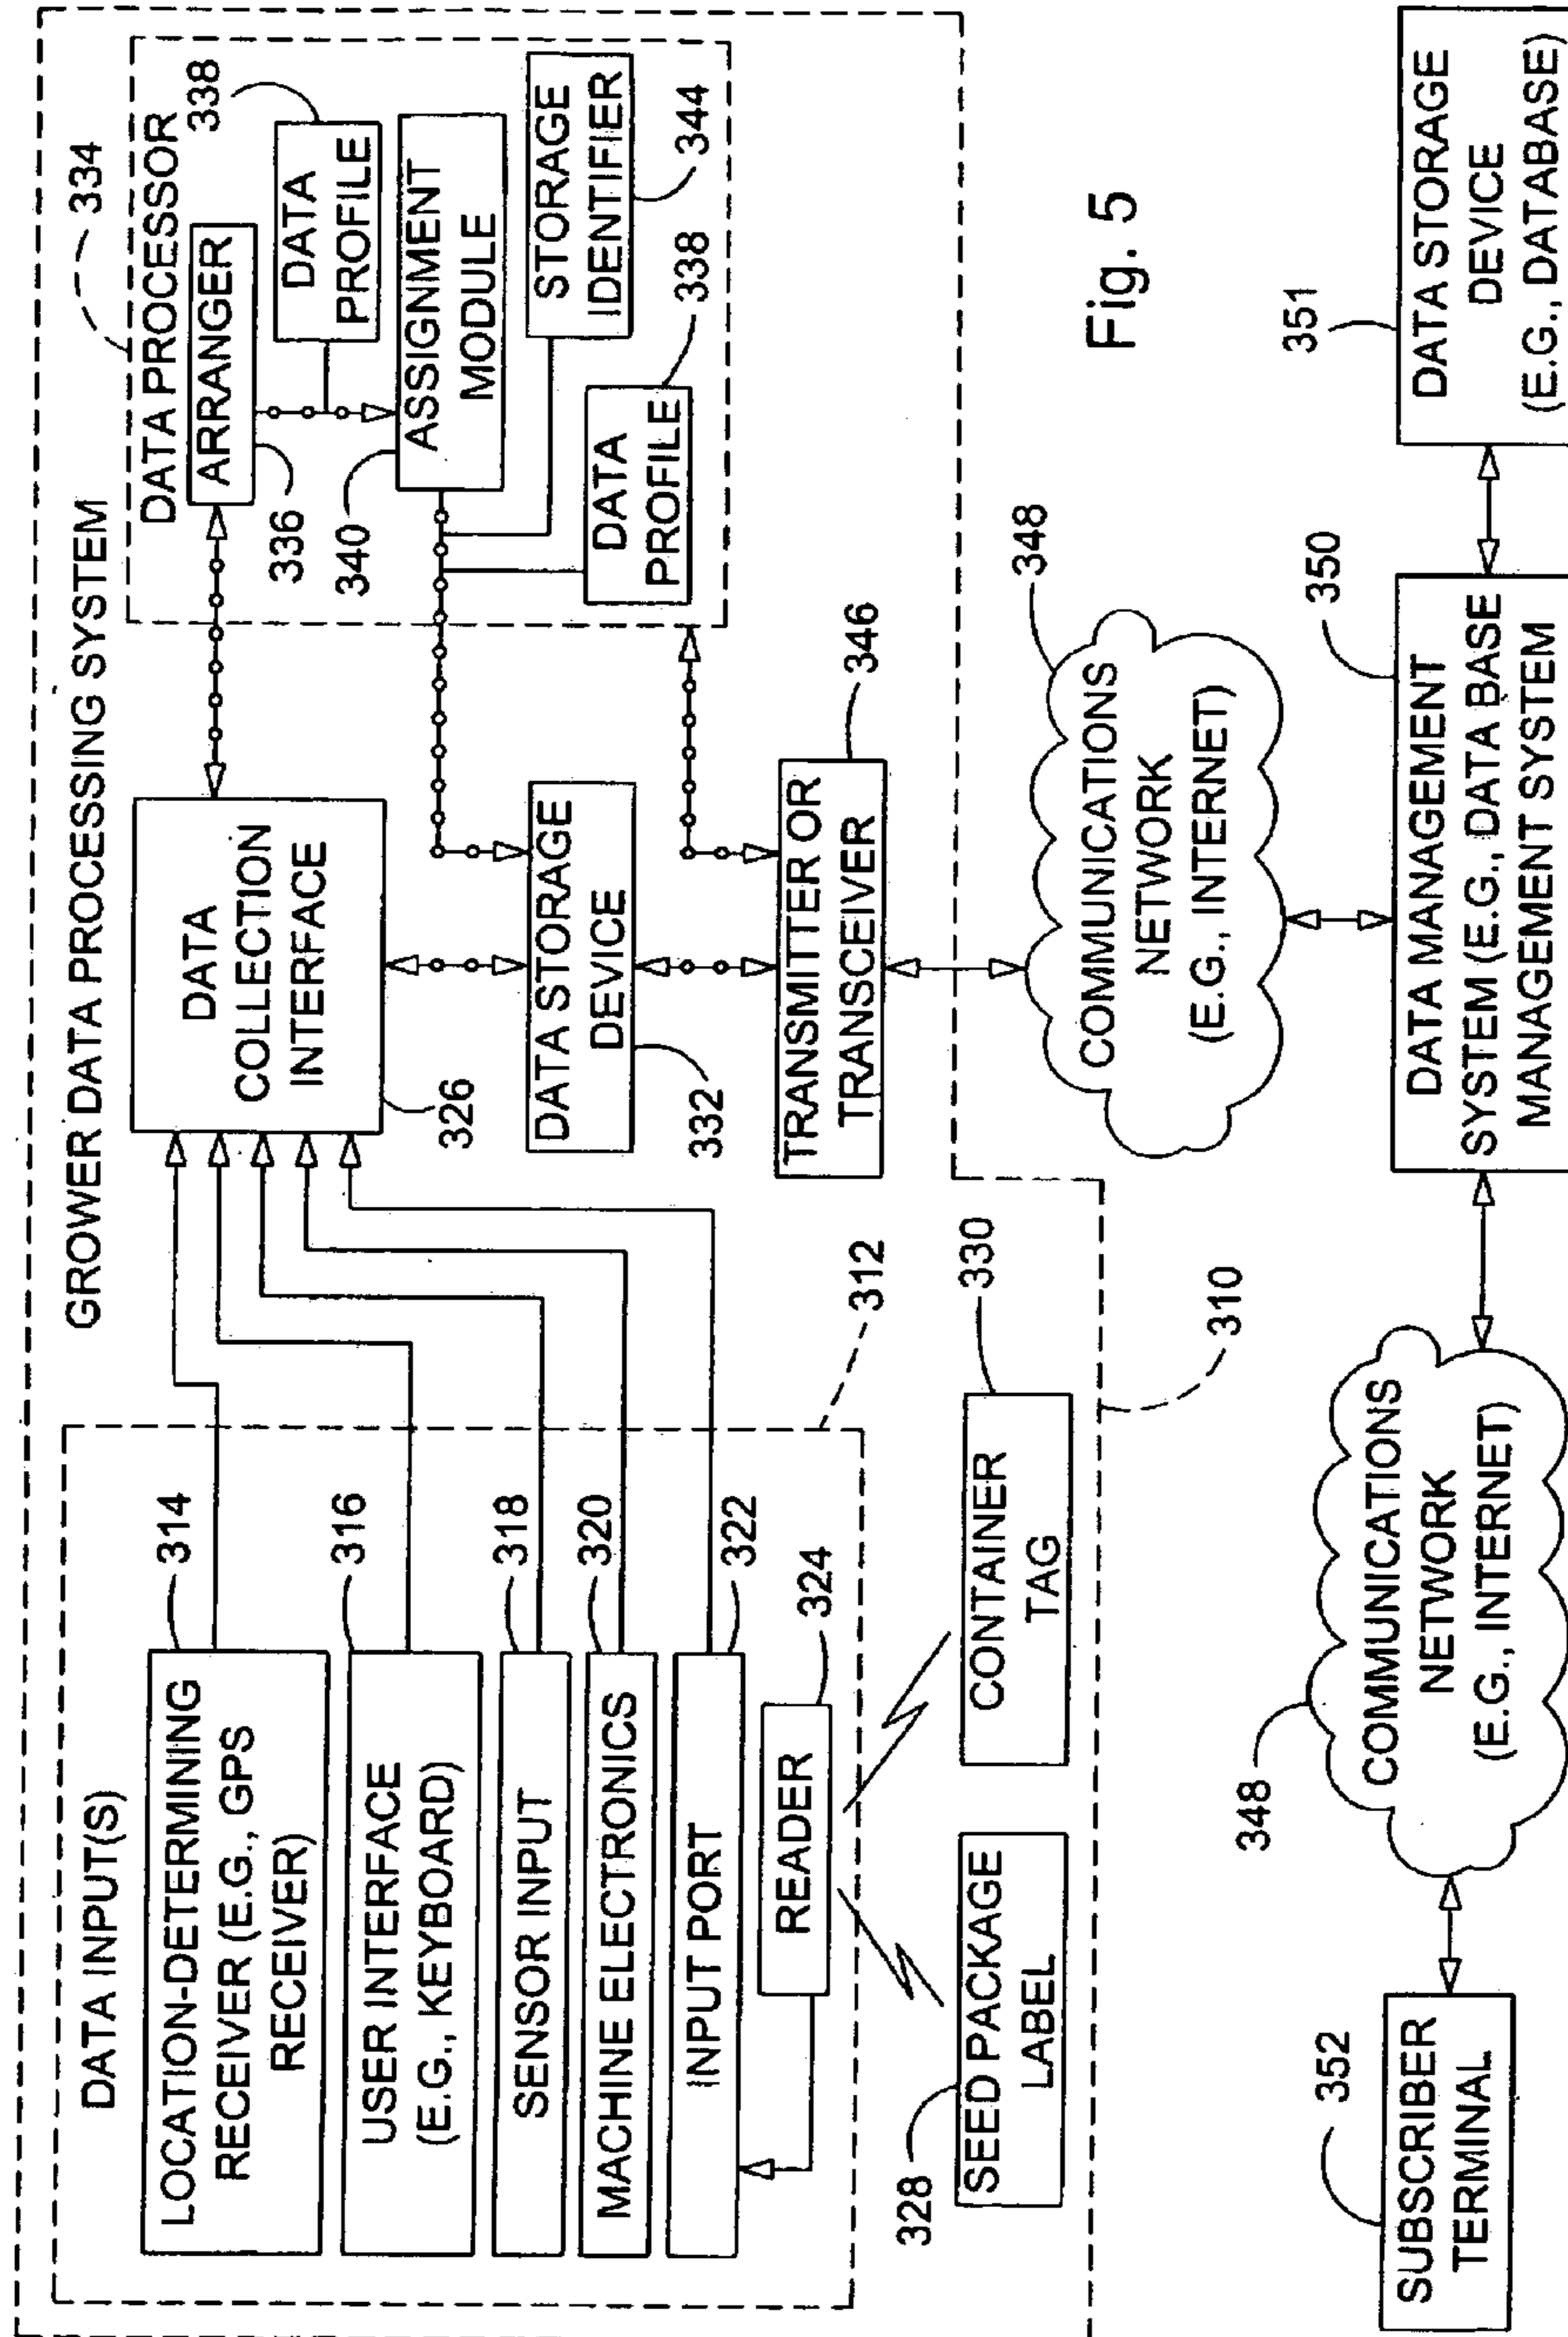 GROWER DATA PROCESSING SYSTEM
334
DATA INPUT(S)
314
LOCATION-DETERMINING
RECEIVER (E.G., GPS
RECEIVER)
316
USER INTERFACE
(E.G., KEYBOARD)
318
SENSOR INPUT
320
MACHINE ELECTRONICS
322
INPUT PORT
324
READER
312
328
SEED PACKAGE
LABEL
330
CONTAINER
TAG
310
DATA
COLLECTION
INTERFACE
326
DATA STORAGE
DEVICE
332
TRANSMITTER OR
TRANSCEIVER
346
DATA PROCESSOR
ARRANGER
336
338
DATA
PROFILE
340
ASSIGNMENT
MODULE
STORAGE
IDENTIFIER
344
DATA
PROFILE
338
348
COMMUNICATIONS
NETWORK
(E.G., INTERNET)
Fig. 5
352
SUBSCRIBER
TERMINAL
348
COMMUNICATIONS
NETWORK
(E.G., INTERNET)
350
DATA MANAGEMENT
SYSTEM (E.G., DATA BASE
MANAGEMENT SYSTEM
351
DATA STORAGE
DEVICE
(E.G., DATABASE)